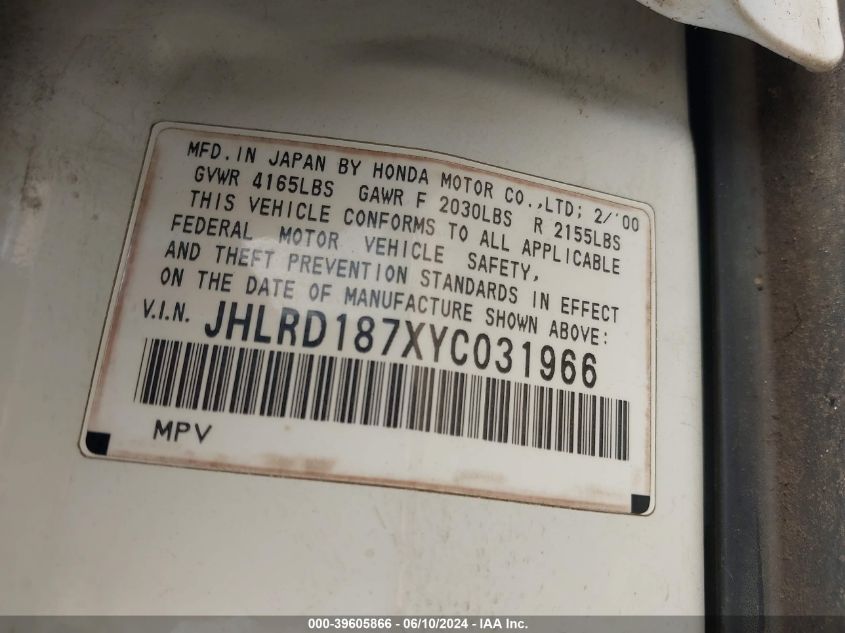 MFD. IN JAPAN BY HONDA MOTOR CO.,LTD; 2/'00
GVWR 4165LBS GAWR F 2030LBS R 2155LBS
THIS VEHICLE CONFORMS TO ALL APPLICABLE
FEDERAL MOTOR VEHICLE SAFETY,
AND THEFT PREVENTION STANDARDS IN EFFECT
ON THE DATE OF MANUFACTURE SHOWN ABOVE:
V.I.N. JHLRD187XYC031966
MPV
000-39605866 - 06/10/2024 - IAA Inc.